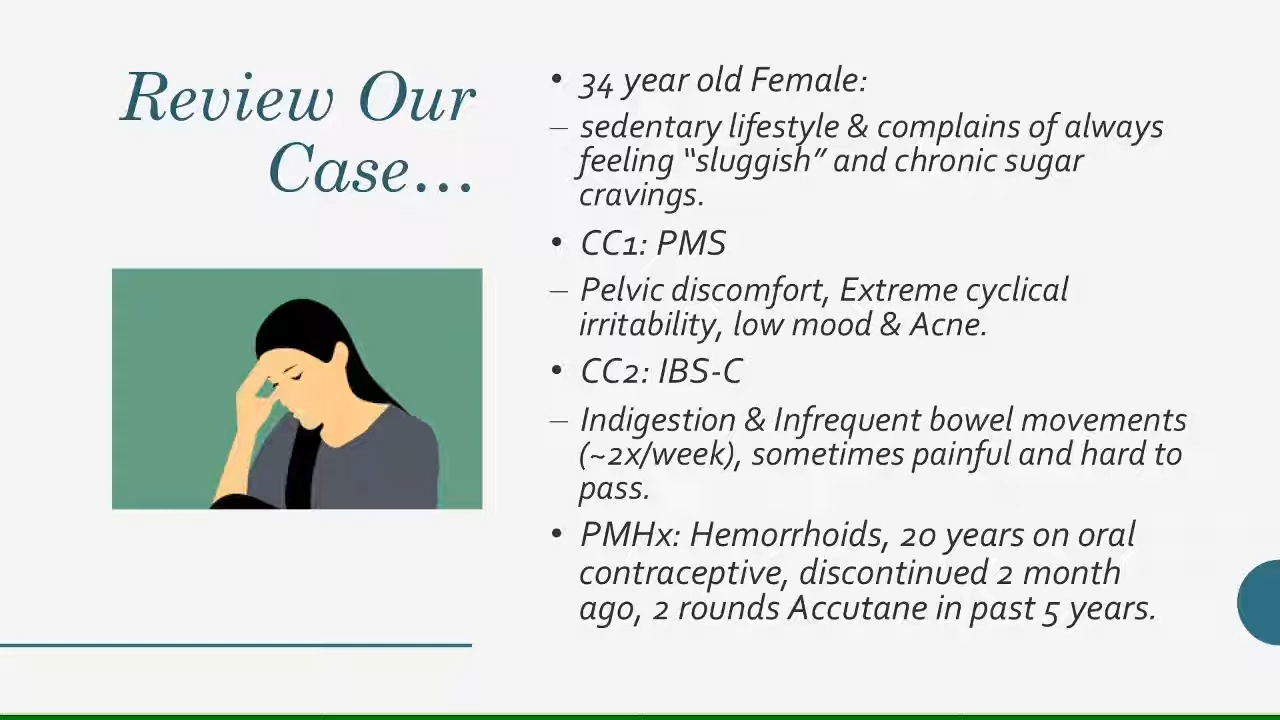 Review Our
Case...
• 34 year old Female:
– sedentary lifestyle & complains of always
feeling “sluggish” and chronic sugar
cravings.
• CC1: PMS
– Pelvic discomfort, Extreme cyclical
irritability, low mood & Acne.
• CC2: IBS-C
– Indigestion & Infrequent bowel movements
(~2x/week), sometimes painful and hard to
pass.
• PMHx: Hemorrhoids, 20 years on oral
contraceptive, discontinued 2 month
ago, 2 rounds Accutane in past 5 years.